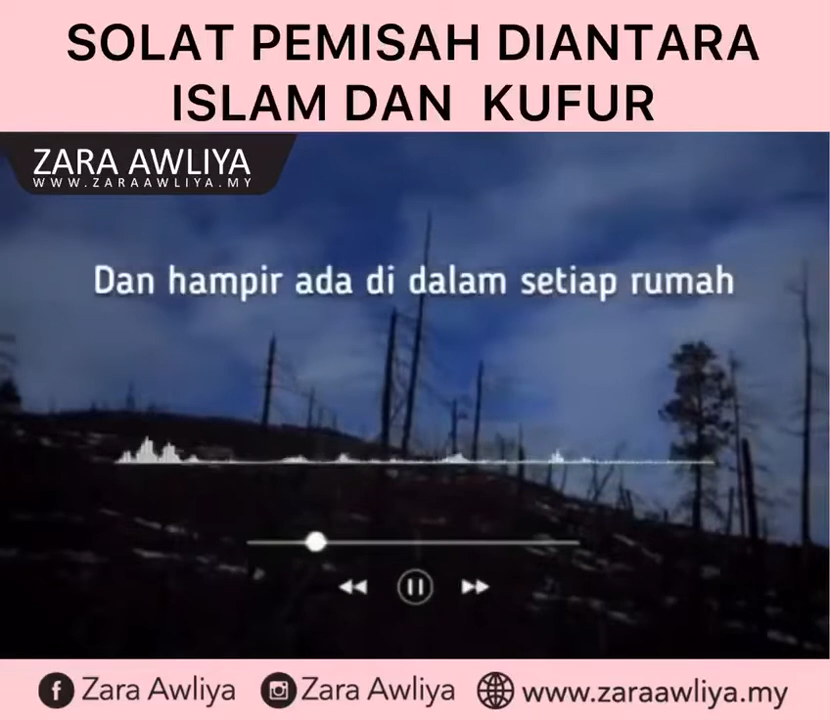 SOLAT PEMISAH DIANTARA
ISLAM DAN KUFUR
ZARA AWLIYA
WWW.ZARAAWLIYA.MY
Dan hampir ada di dalam setiap rumah
Zara Awliya Zara Awliya www.zaraawliya.my